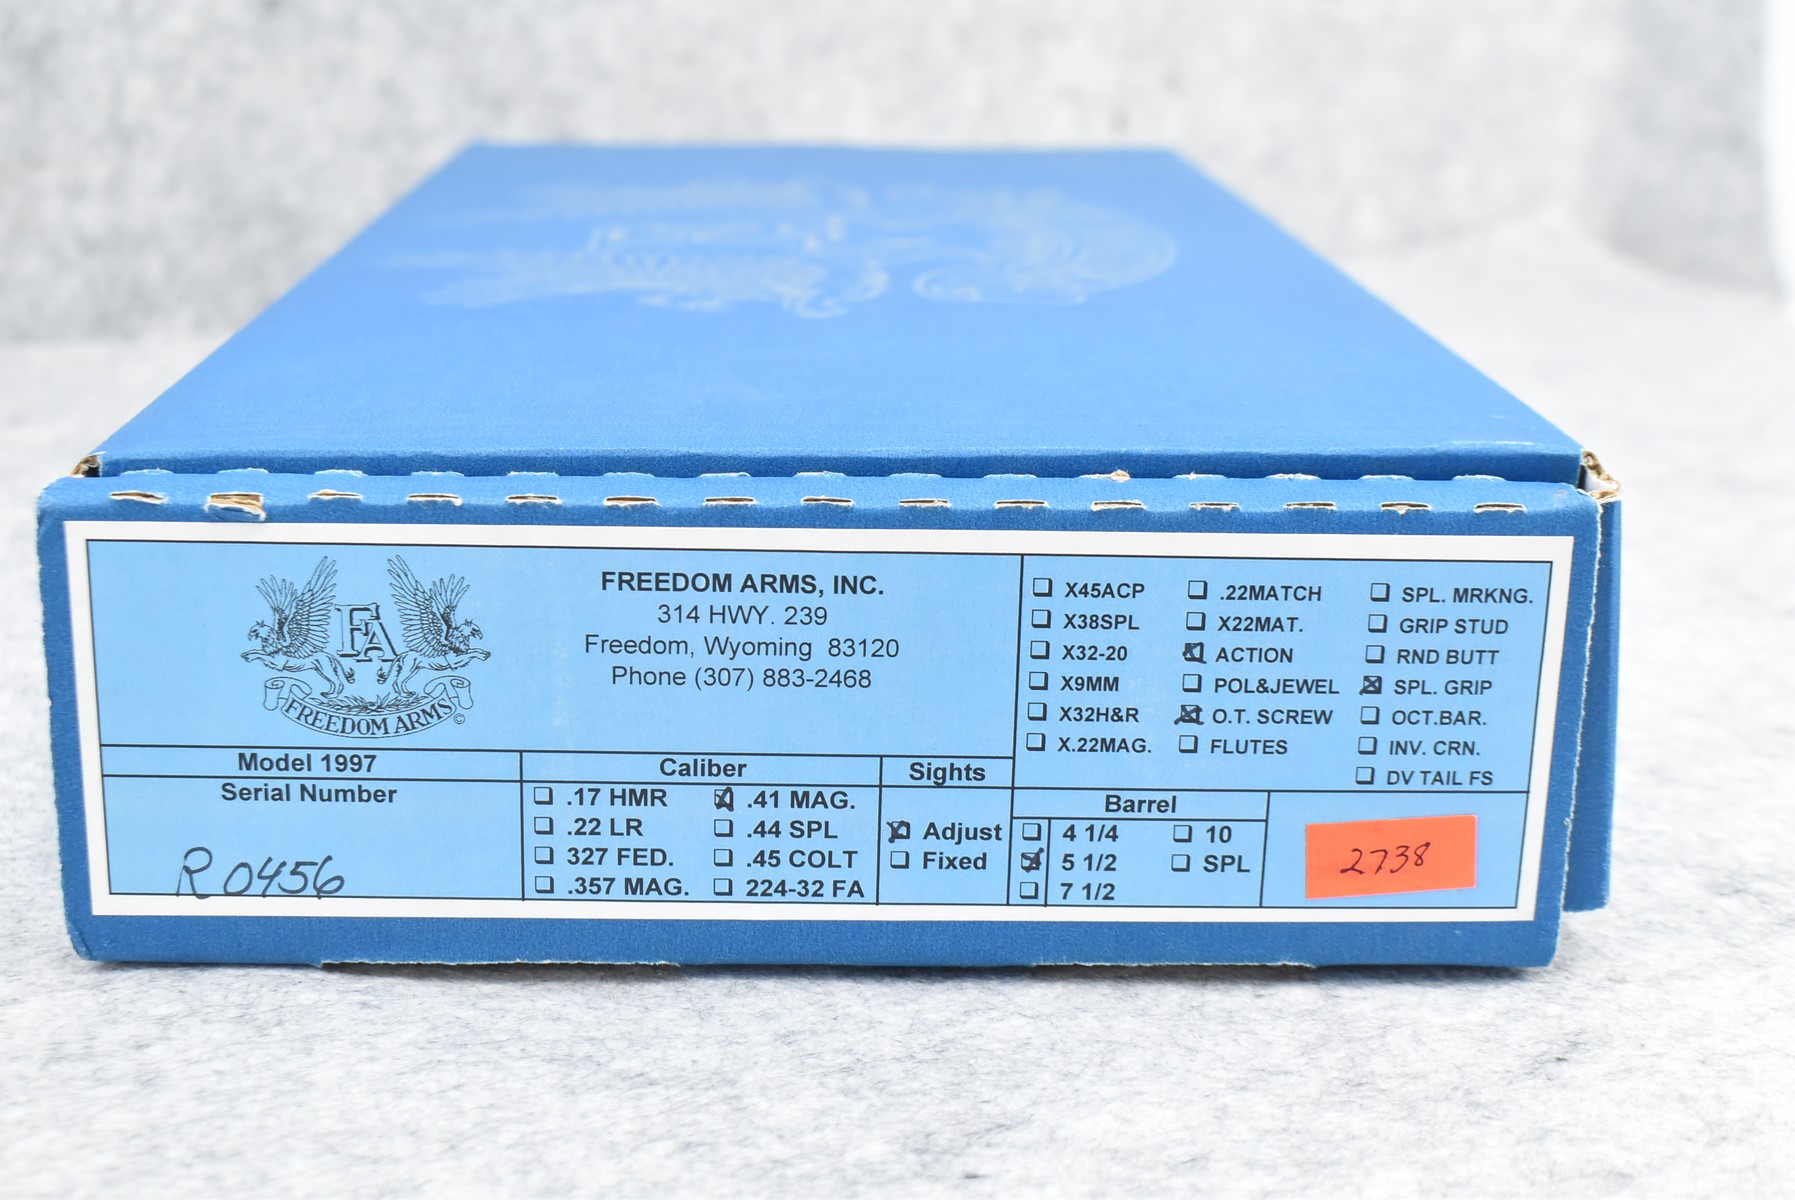 FA
FREEDOM ARMS ©
FREEDOM ARMS, INC.
314 HWY. 239
Freedom, Wyoming 83120
Phone (307) 883-2468
☐ X45ACP ☐ .22MATCH ☐ SPL. MRKNG.
☐ X38SPL ☐ X22MAT. ☐ GRIP STUD
☐ X32-20 ☒ ACTION ☐ RND BUTT
☐ X9MM ☐ POL&JEWEL ☒ SPL. GRIP
☐ X32H&R ☒ O.T. SCREW ☐ OCT.BAR.
☐ X.22MAG. ☐ FLUTES ☐ INV. CRN.
☐ DV TAIL FS
Model 1997
Serial Number
R0456
Caliber
☐ .17 HMR ☒ .41 MAG.
☐ .22 LR ☐ .44 SPL
☐ 327 FED. ☐ .45 COLT
☐ .357 MAG. ☐ 224-32 FA
Sights
☒ Adjust
☐ Fixed
Barrel
☐ 4 1/4 ☐ 10
☒ 5 1/2 ☐ SPL
☐ 7 1/2
2738